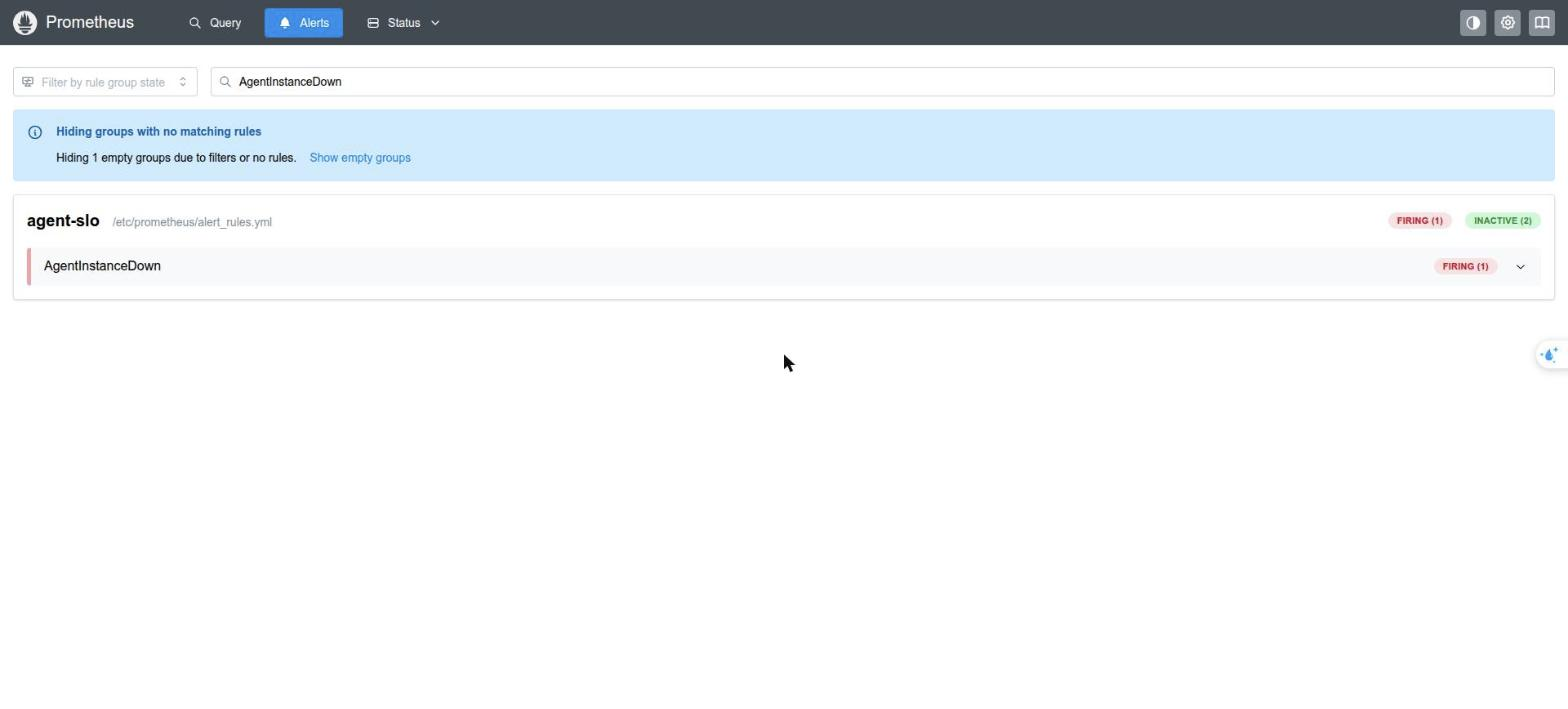 Prometheus Query Alerts Status
Filter by rule group state AgentInstanceDown
Hiding groups with no matching rules
Hiding 1 empty groups due to filters or no rules. Show empty groups
agent-slo /etc/prometheus/alert_rules.yml FIRING (1) INACTIVE (2)
AgentInstanceDown FIRING (1)